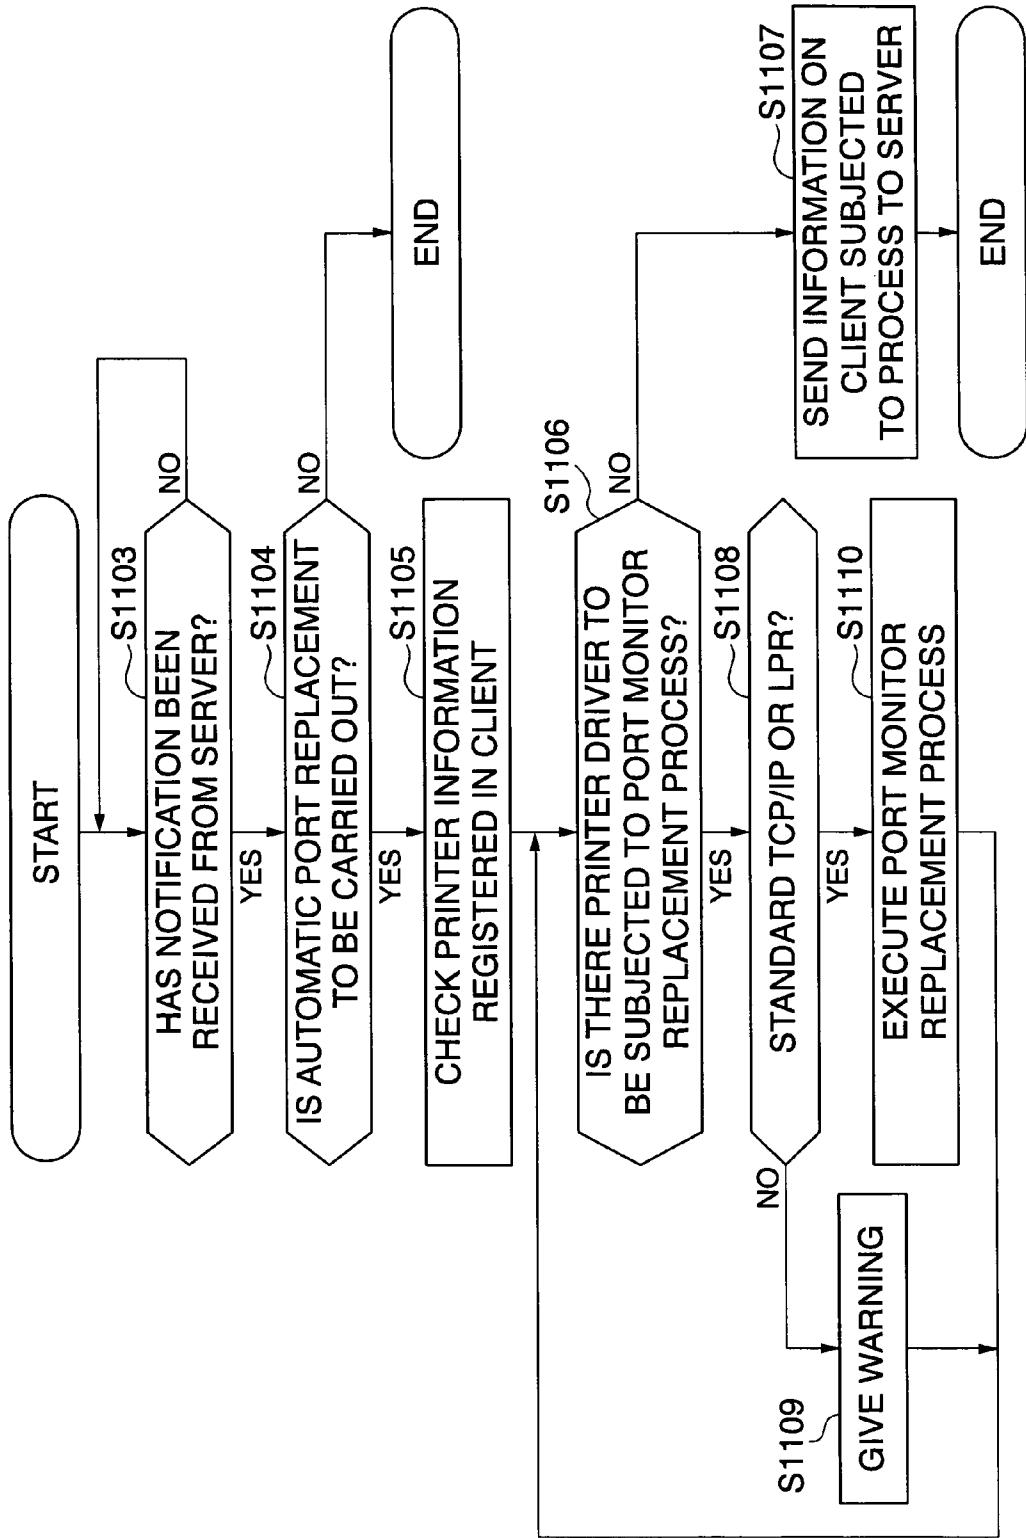 START
S1103
HAS NOTIFICATION BEEN
RECEIVED FROM SERVER?
NO
YES
S1104
IS AUTOMATIC PORT REPLACEMENT
TO BE CARRIED OUT?
NO
END
YES
S1105
CHECK PRINTER INFORMATION
REGISTERED IN CLIENT
S1106
IS THERE PRINTER DRIVER TO
BE SUBJECTED TO PORT MONITOR
REPLACEMENT PROCESS?
NO
S1107
SEND INFORMATION ON
CLIENT SUBJECTED
TO PROCESS TO SERVER
END
YES
S1108
STANDARD TCP/IP OR LPR?
NO
YES
S1109
GIVE WARNING
S1110
EXECUTE PORT MONITOR
REPLACEMENT PROCESS